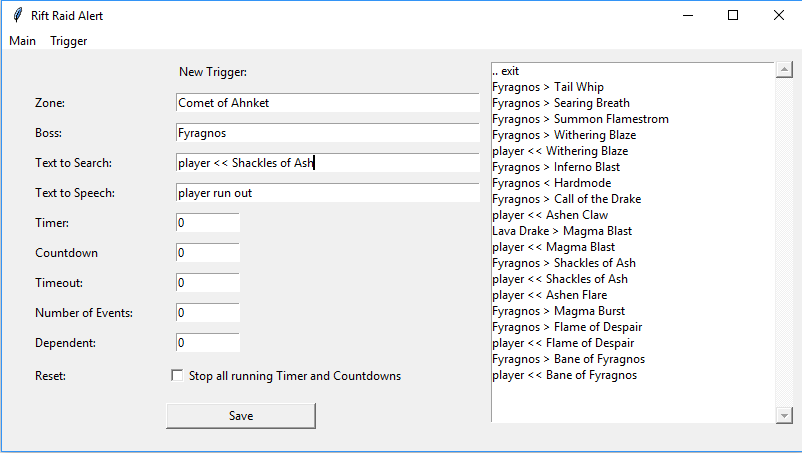 Rift Raid Alert
Main Trigger
New Trigger:
Zone: Comet of Ahnket
Boss: Fyragnos
Text to Search: player << Shackles of Ash
Text to Speech: player run out
Timer: 0
Countdown 0
Timeout: 0
Number of Events: 0
Dependent: 0
Reset: Stop all running Timer and Countdowns
Save
.. exit
Fyragnos > Tail Whip
Fyragnos > Searing Breath
Fyragnos > Summon Flamestrom
Fyragnos > Withering Blaze
player << Withering Blaze
Fyragnos > Inferno Blast
Fyragnos < Hardmode
Fyragnos > Call of the Drake
player << Ashen Claw
Lava Drake > Magma Blast
player << Magma Blast
Fyragnos > Shackles of Ash
player << Shackles of Ash
player << Ashen Flare
Fyragnos > Magma Burst
Fyragnos > Flame of Despair
player << Flame of Despair
Fyragnos > Bane of Fyragnos
player << Bane of Fyragnos